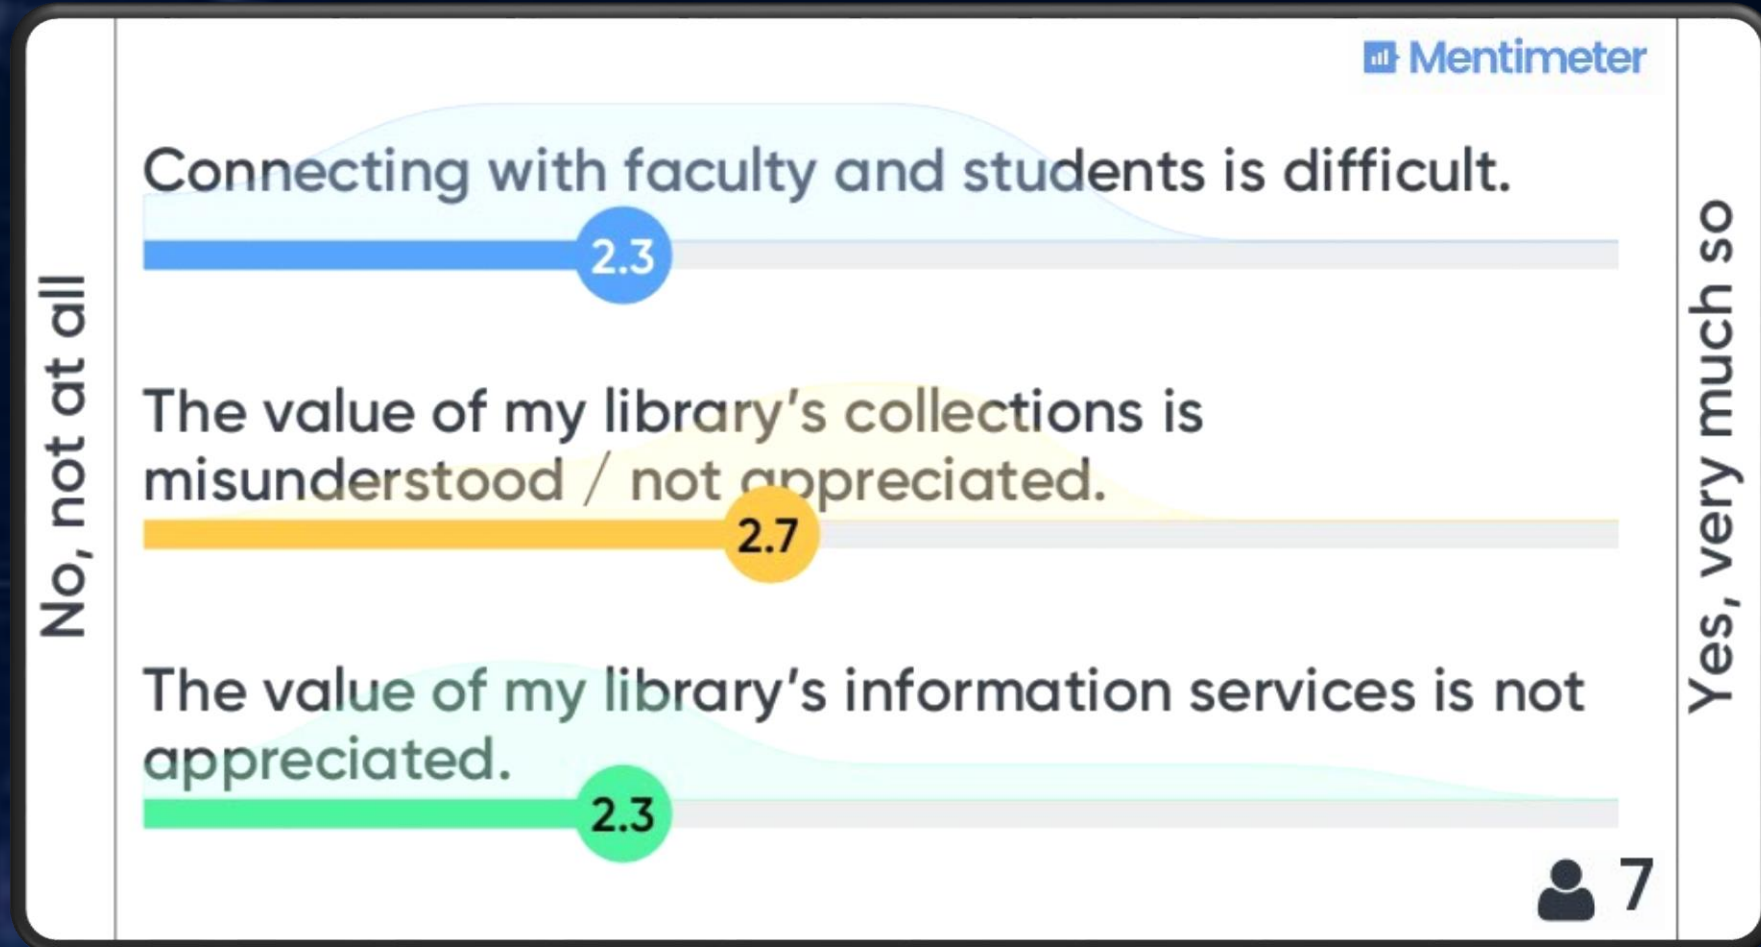 Mentimeter
No, not at all
Connecting with faculty and students is difficult.
2.3
The value of my library’s collections is
misunderstood / not appreciated.
2.7
The value of my library’s information services is not
appreciated.
2.3
Yes, very much so
7